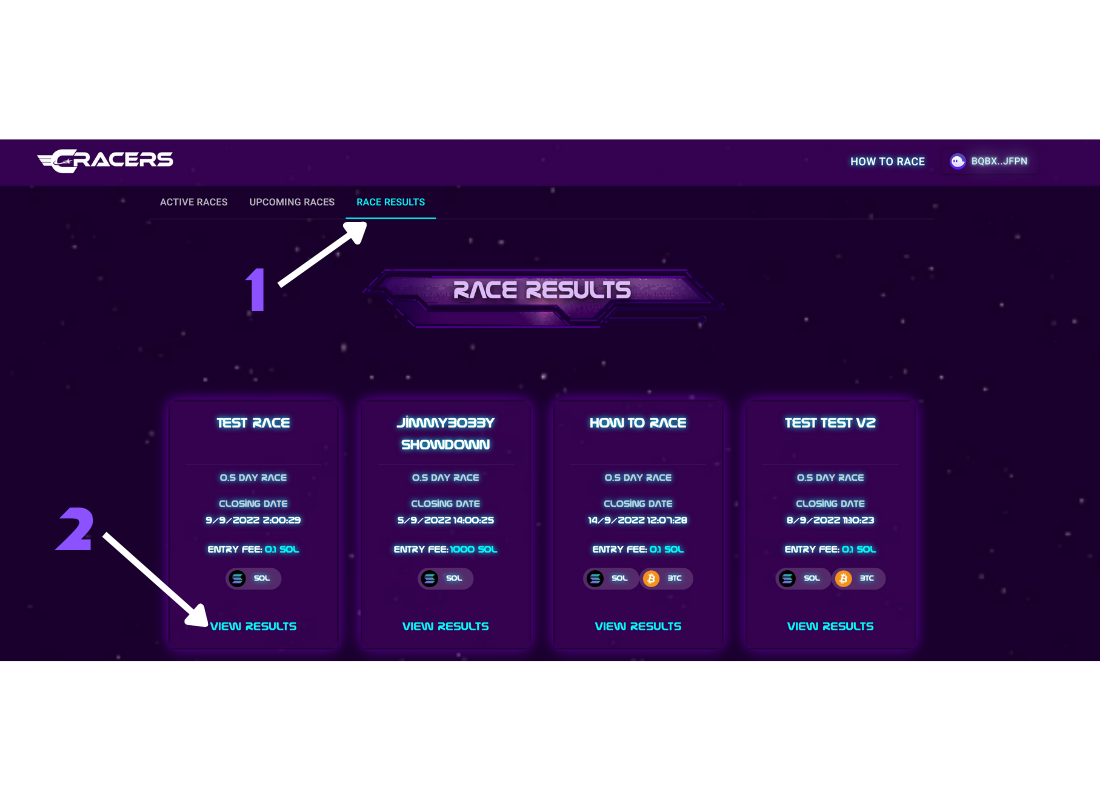 CRACERS
HOW TO RACE
BQBX..JFPN
ACTIVE RACES
UPCOMING RACES
RACE RESULTS
1
RACE RESULTS
TEST RACE
0.5 DAY RACE
CLOSING DATE
9/9/2022 2:00:29
ENTRY FEE: 0.1 SOL
SOL
VIEW RESULTS
JIMMYBOBBY
SHOWDOWN
0.5 DAY RACE
CLOSING DATE
5/9/2022 14:00:25
ENTRY FEE: 1000 SOL
SOL
VIEW RESULTS
HOW TO RACE
0.5 DAY RACE
CLOSING DATE
14/9/2022 12:07:28
ENTRY FEE: 0.1 SOL
SOL
BTC
VIEW RESULTS
TEST TEST V2
0.5 DAY RACE
CLOSING DATE
8/9/2022 11:10:23
ENTRY FEE: 0.1 SOL
SOL
BTC
VIEW RESULTS
2